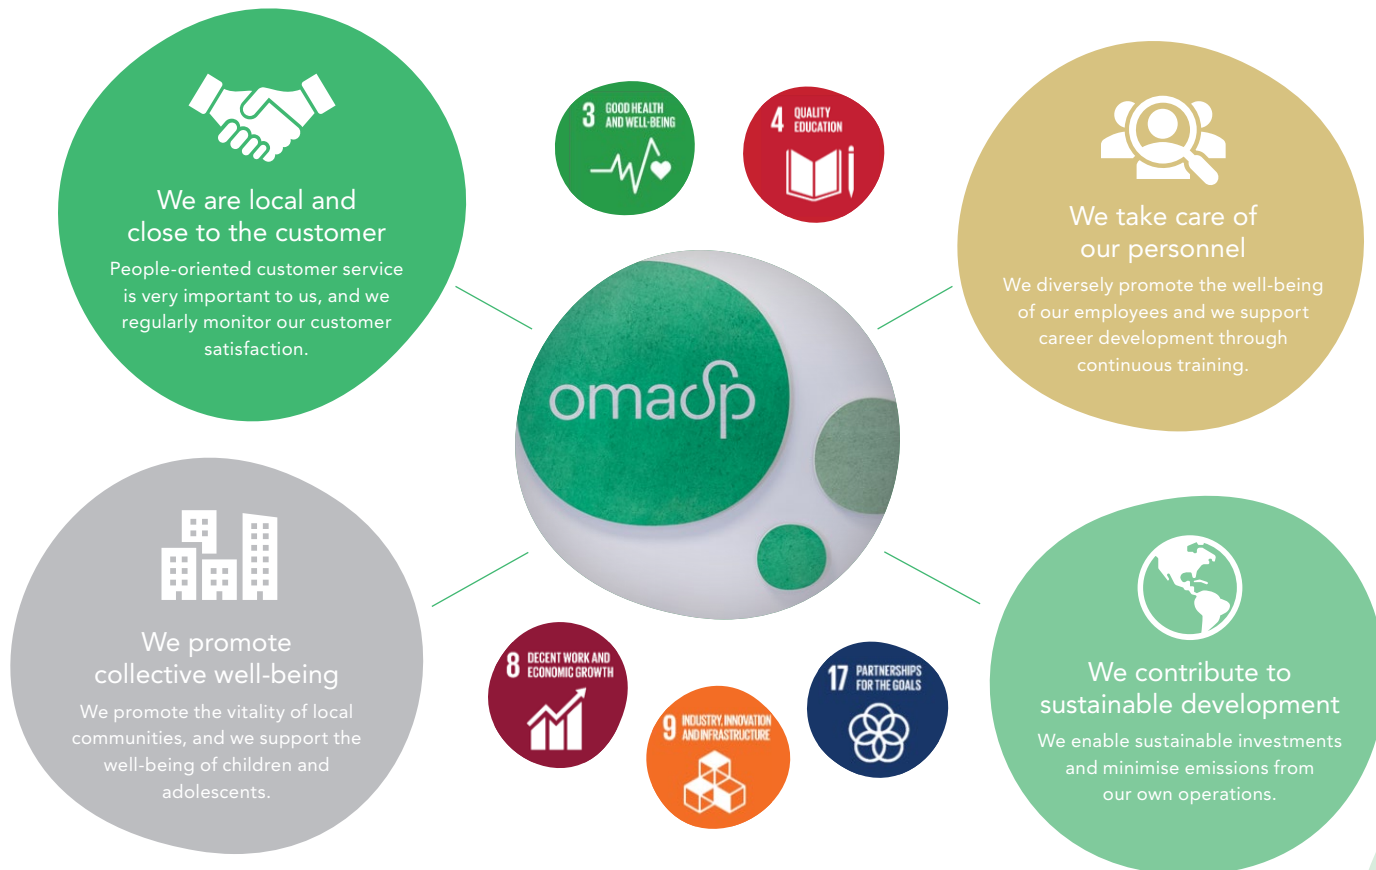 We are local and
close to the customer
People-oriented customer service
is very important to us, and we
regularly monitor our customer
satisfaction.
3 GOOD HEALTH
AND WELL-BEING
4 QUALITY
EDUCATION
We take care of
our personnel
We diversely promote the well-being
of our employees and we support
career development through
continuous training.
omasp
We promote
collective well-being
We promote the vitality of local
communities, and we support the
well-being of children and
adolescents.
8 DECENT WORK AND
ECONOMIC GROWTH
9 INDUSTRY, INNOVATION
AND INFRASTRUCTURE
17 PARTNERSHIPS
FOR THE GOALS
We contribute to
sustainable development
We enable sustainable investments
and minimise emissions from
our own operations.